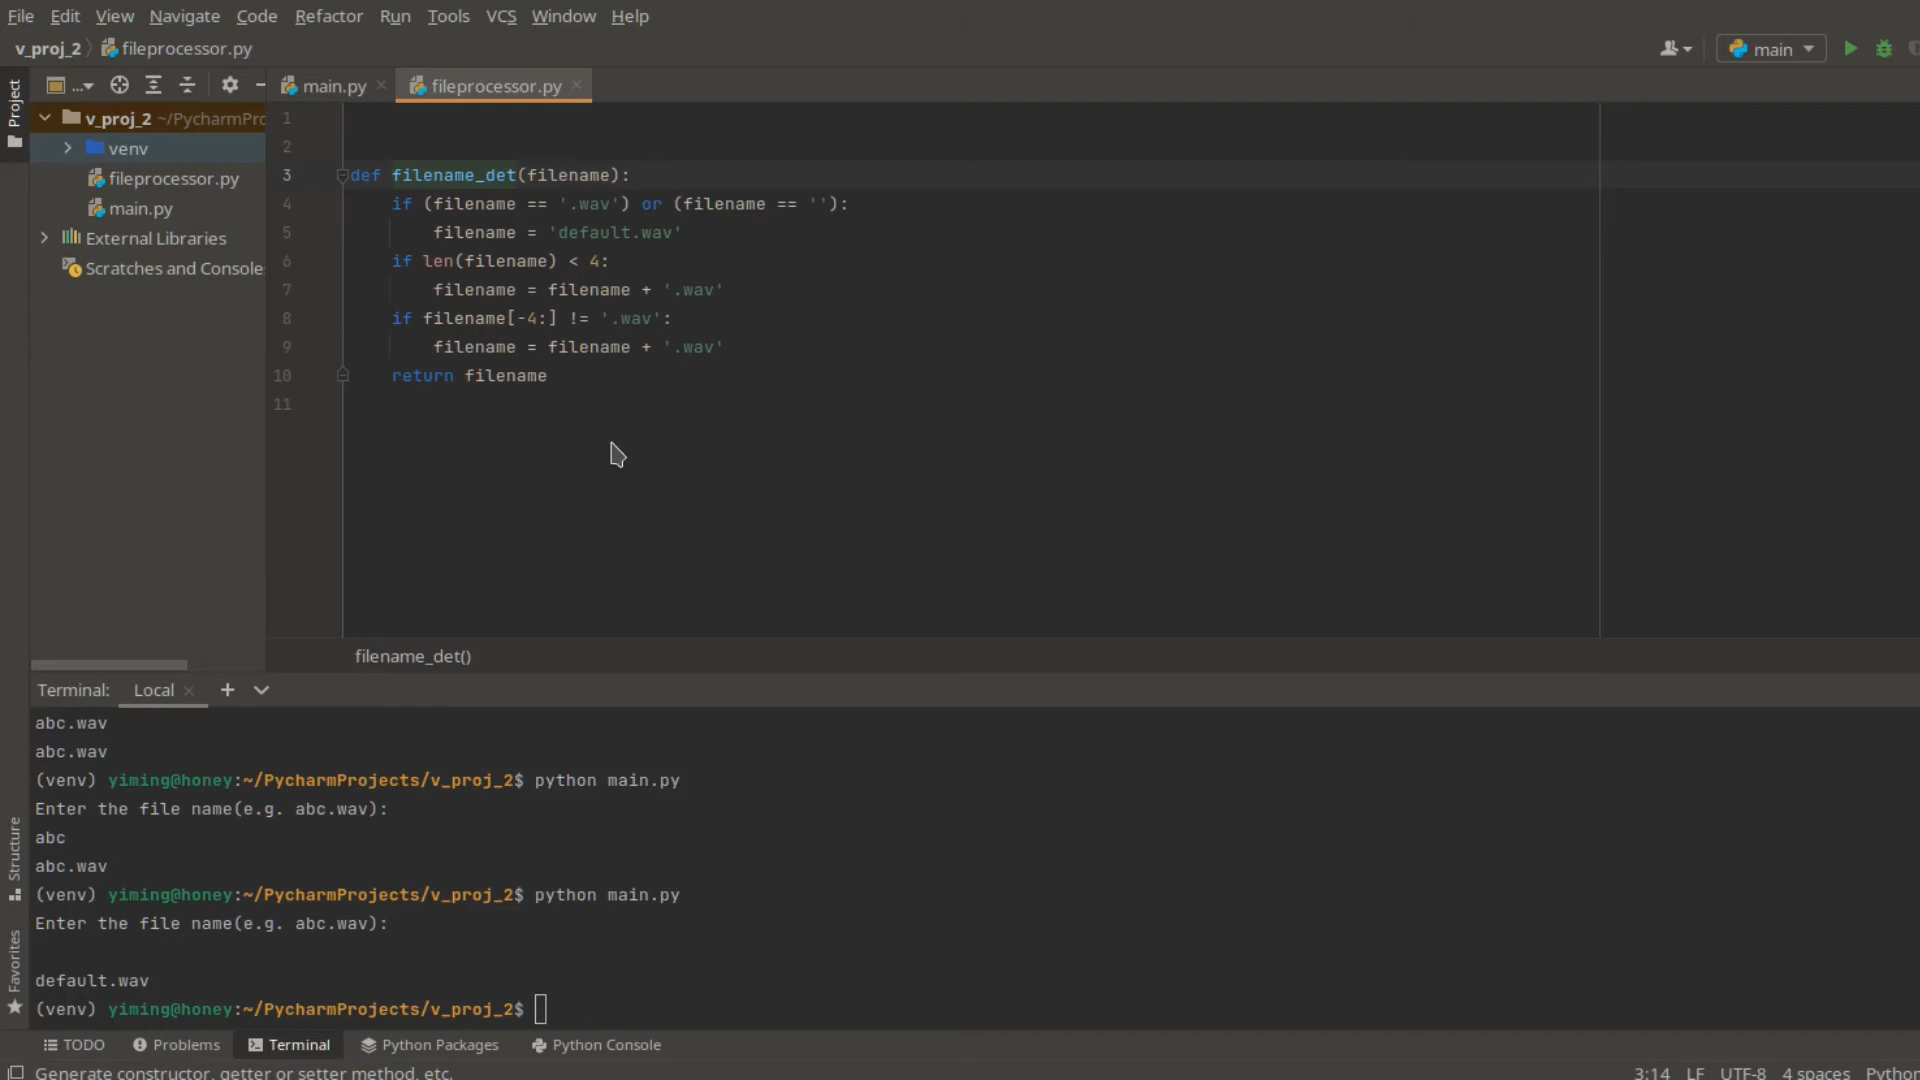 File Edit View Navigate Code Refactor Run Tools VCS Window Help
v_proj_2 fileprocessor.py
main
... main.py fileprocessor.py
Project
v_proj_2 ~/PycharmPro
venv
fileprocessor.py
main.py
External Libraries
Scratches and Console
1
2
3 def filename_det(filename):
4 if (filename == '.wav') or (filename == ''):
5 filename = 'default.wav'
6 if len(filename) < 4:
7 filename = filename + '.wav'
8 if filename[-4:] != '.wav':
9 filename = filename + '.wav'
10 return filename
11
filename_det()
Terminal: Local
abc.wav
abc.wav
(venv) yiming@honey:~/PycharmProjects/v_proj_2$ python main.py
Enter the file name(e.g. abc.wav):
abc
abc.wav
(venv) yiming@honey:~/PycharmProjects/v_proj_2$ python main.py
Enter the file name(e.g. abc.wav):
default.wav
(venv) yiming@honey:~/PycharmProjects/v_proj_2$
Structure
Favorites
TODO Problems Terminal Python Packages Python Console
Generate constructor, getter or setter method, etc.
3:14 LF UTF-8 4 spaces Python